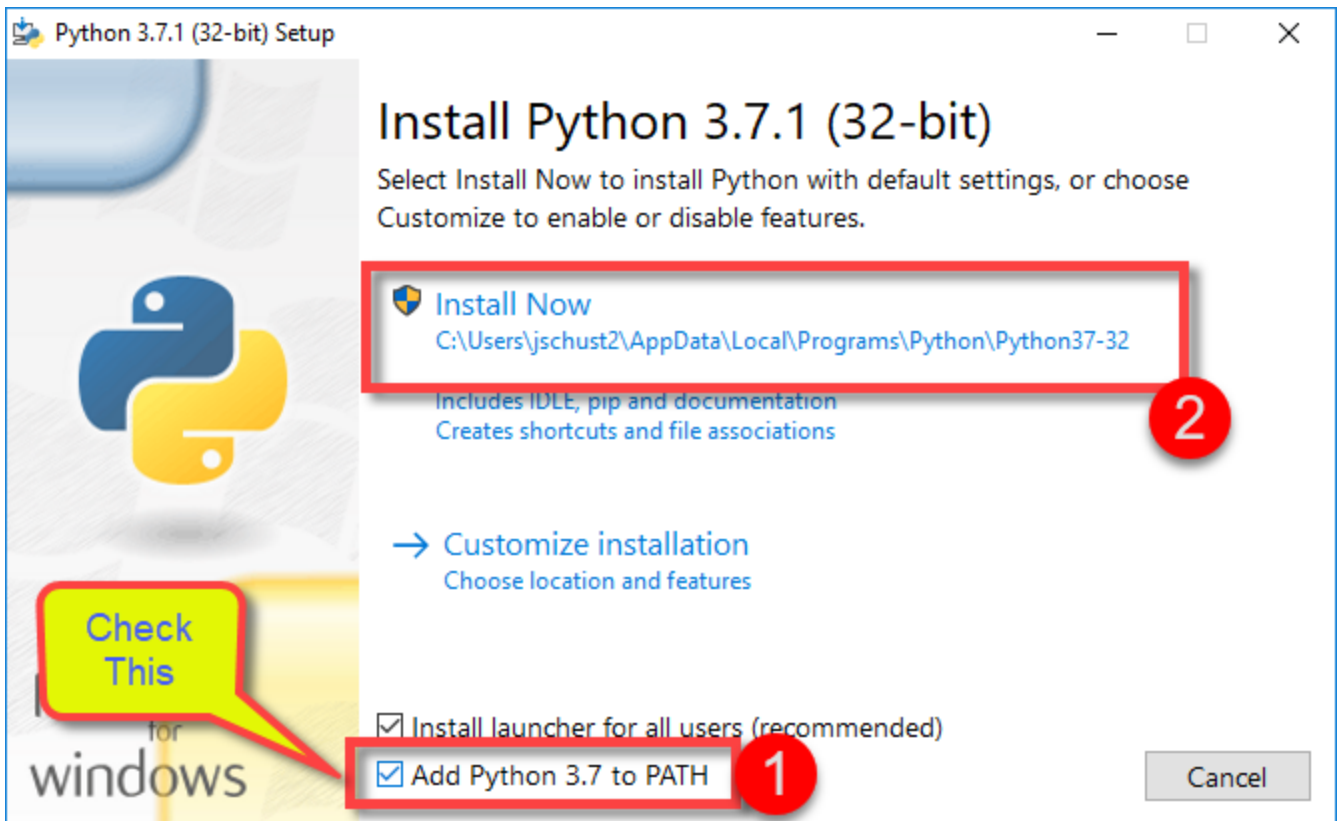 Python 3.7.1 (32-bit) Setup
Install Python 3.7.1 (32-bit)
Select Install Now to install Python with default settings, or choose
Customize to enable or disable features.
Install Now
C:\Users\jschust2\AppData\Local\Programs\Python\Python37-32
Includes IDLE, pip and documentation
Creates shortcuts and file associations
2
Customize installation
Choose location and features
Check
This
for
windows
Install launcher for all users (recommended)
Add Python 3.7 to PATH
1
Cancel